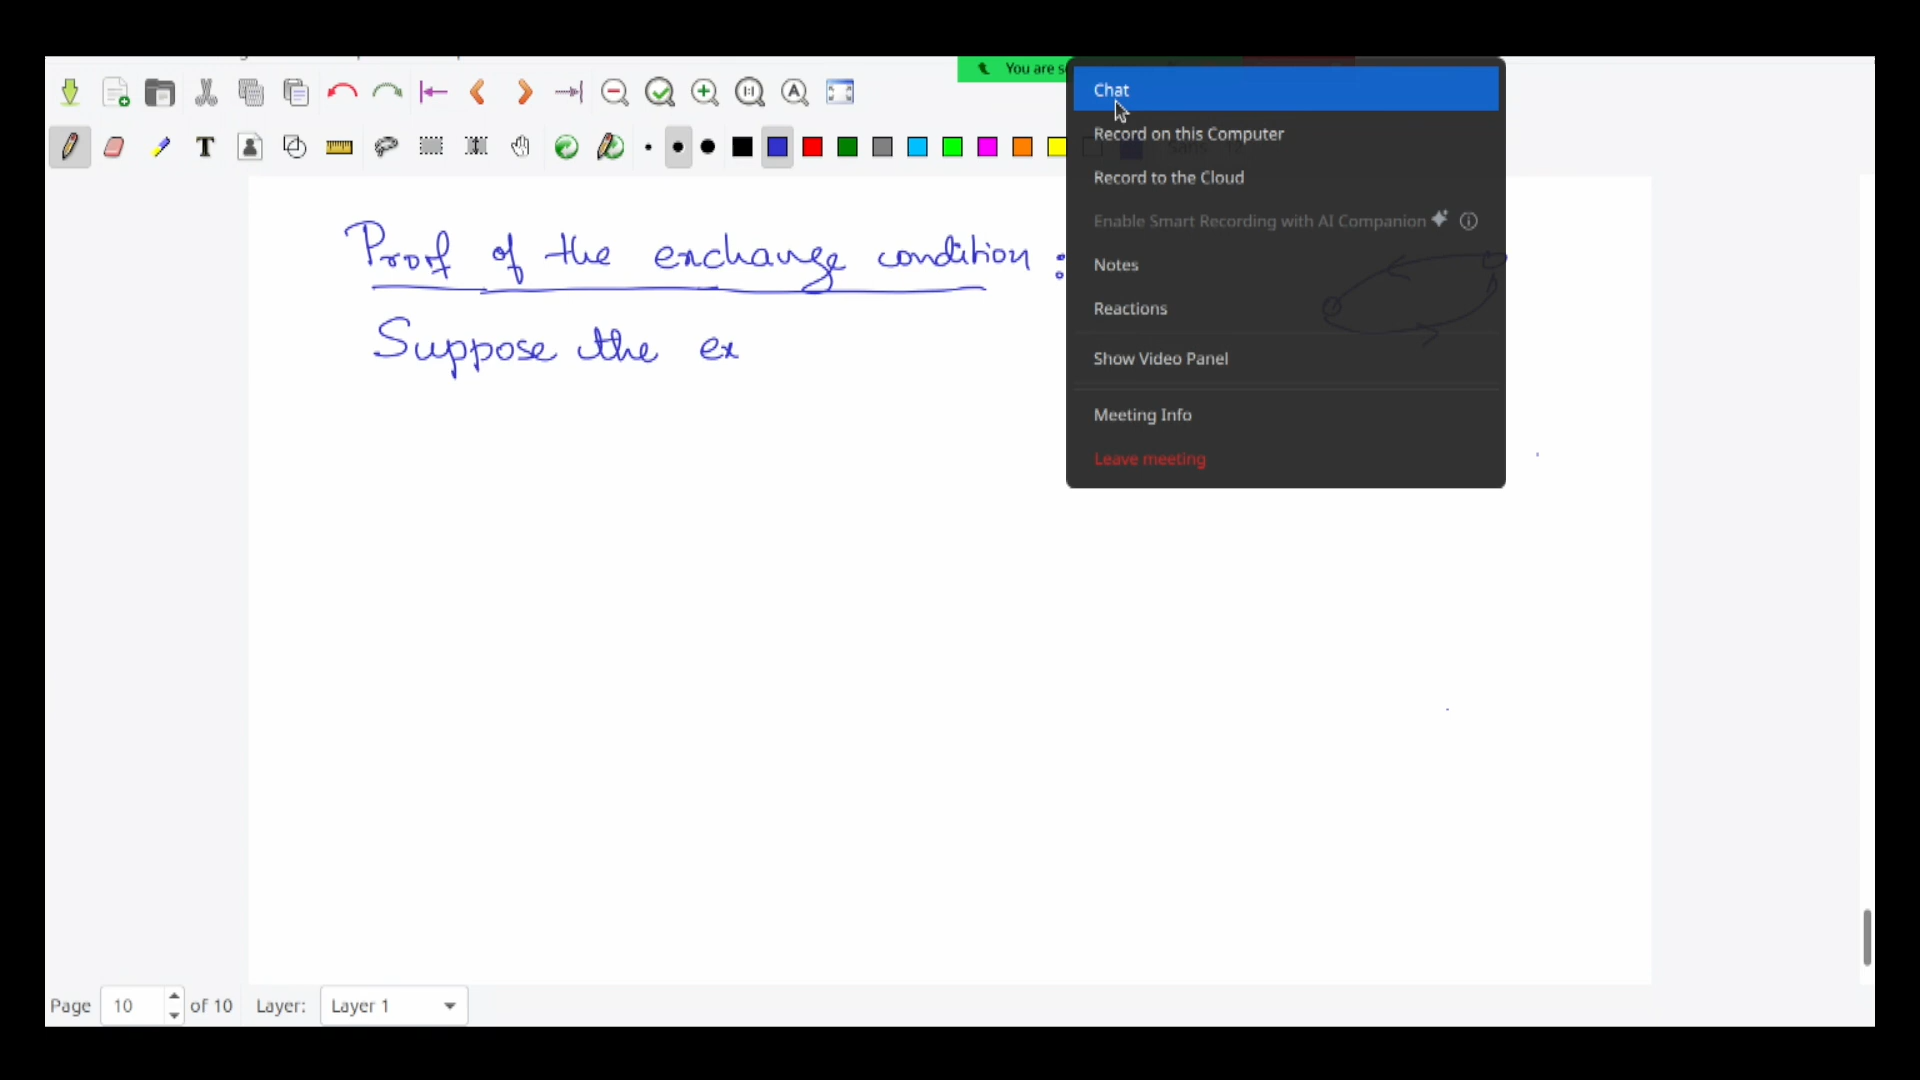 You are s
Chat
Record on this Computer
Record to the Cloud
Enable Smart Recording with AI Companion
Notes
Reactions
Show Video Panel
Meeting Info
Leave meeting
Proof of the exchange condition :
Suppose the ex
Page 10 of 10 Layer: Layer 1